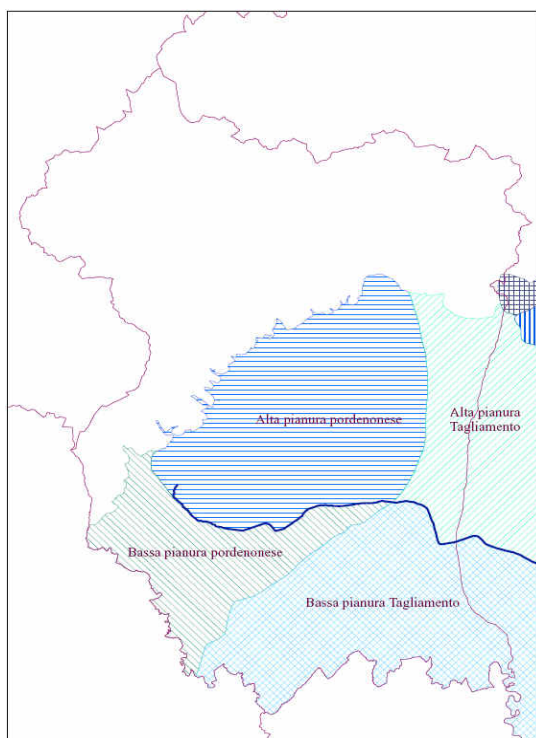 Alta pianura pordenonese
Alta pianura
Tagliamento
Bassa pianura pordenonese
Bassa pianura Tagliamento